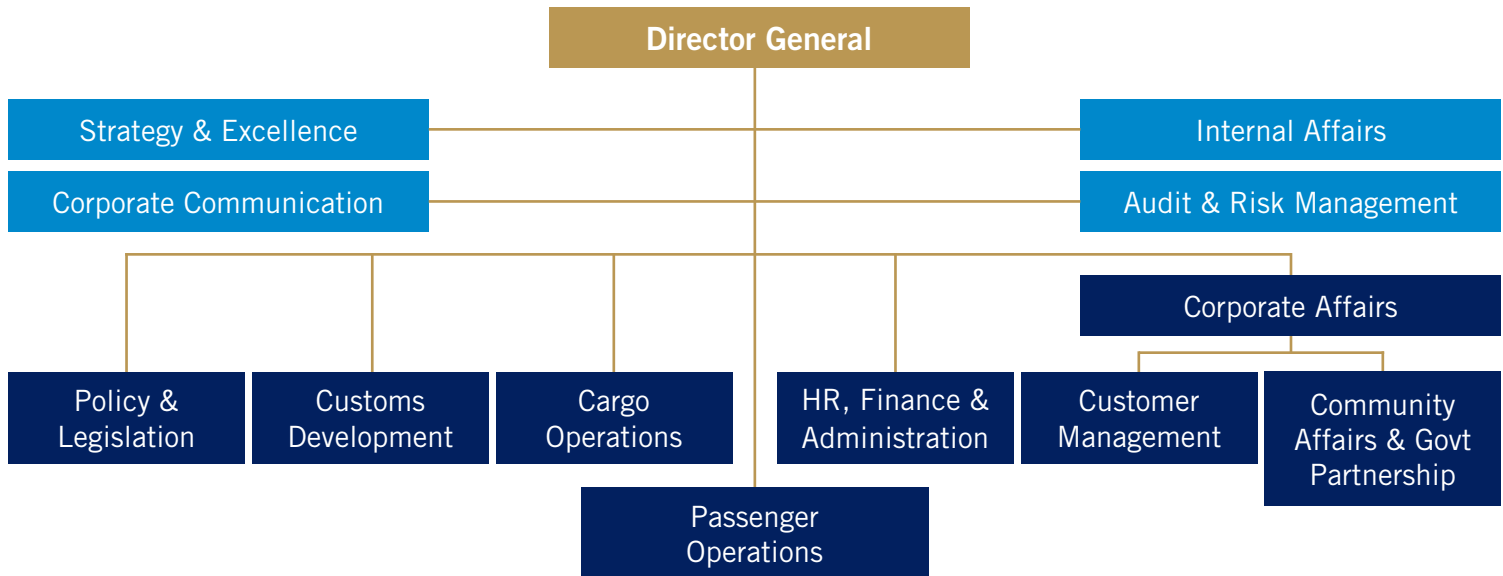 Director General
Strategy & Excellence
Internal Affairs
Corporate Communication
Audit & Risk Management
Corporate Affairs
Policy &
Legislation
Customs
Development
Cargo
Operations
HR, Finance &
Administration
Customer
Management
Community
Affairs & Govt
Partnership
Passenger
Operations